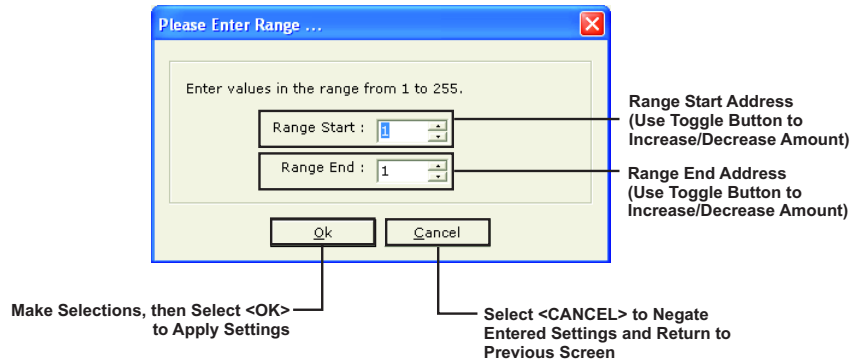 Please Enter Range ...
Enter values in the range from 1 to 255.
Range Start : 1
Range End : 1
Ok
Cancel
Range Start Address
(Use Toggle Button to
Increase/Decrease Amount)
Range End Address
(Use Toggle Button to
Increase/Decrease Amount)
Make Selections, then Select <OK>
to Apply Settings
Select <CANCEL> to Negate
Entered Settings and Return to
Previous Screen